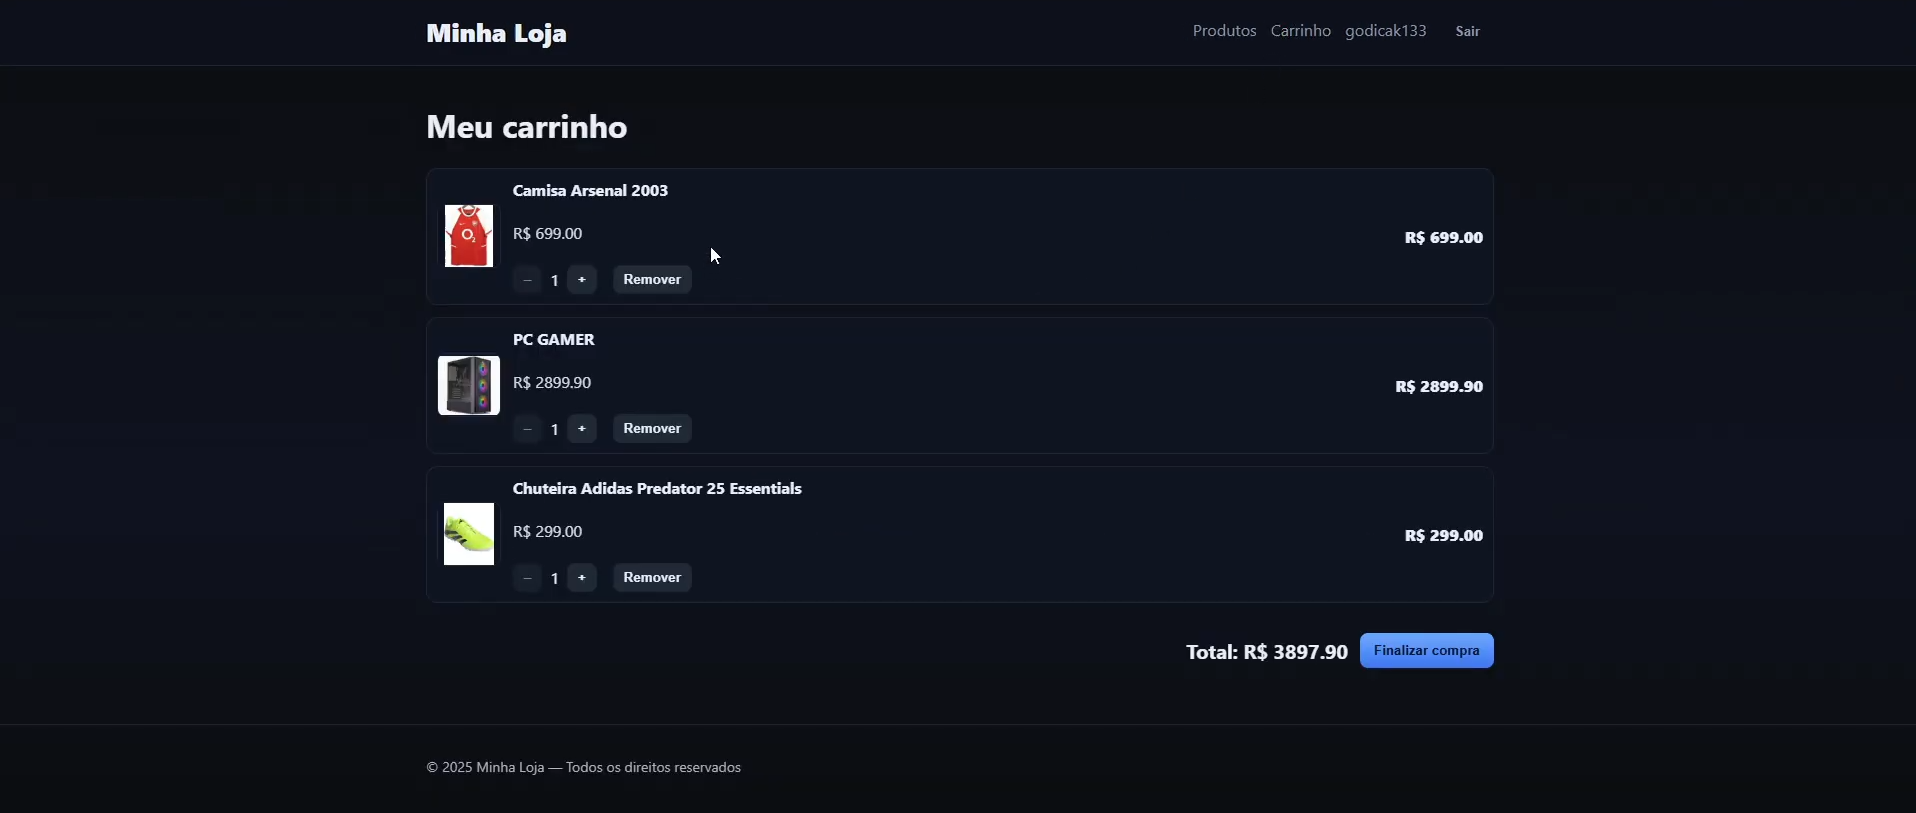 Minha Loja
Produtos Carrinho godicak133 Sair
Meu carrinho
Camisa Arsenal 2003
R$ 699.00
R$ 699.00
− 1 + Remover
PC GAMER
R$ 2899.90
R$ 2899.90
− 1 + Remover
Chuteira Adidas Predator 25 Essentials
R$ 299.00
R$ 299.00
− 1 + Remover
Total: R$ 3897.90 Finalizar compra
© 2025 Minha Loja — Todos os direitos reservados
O2